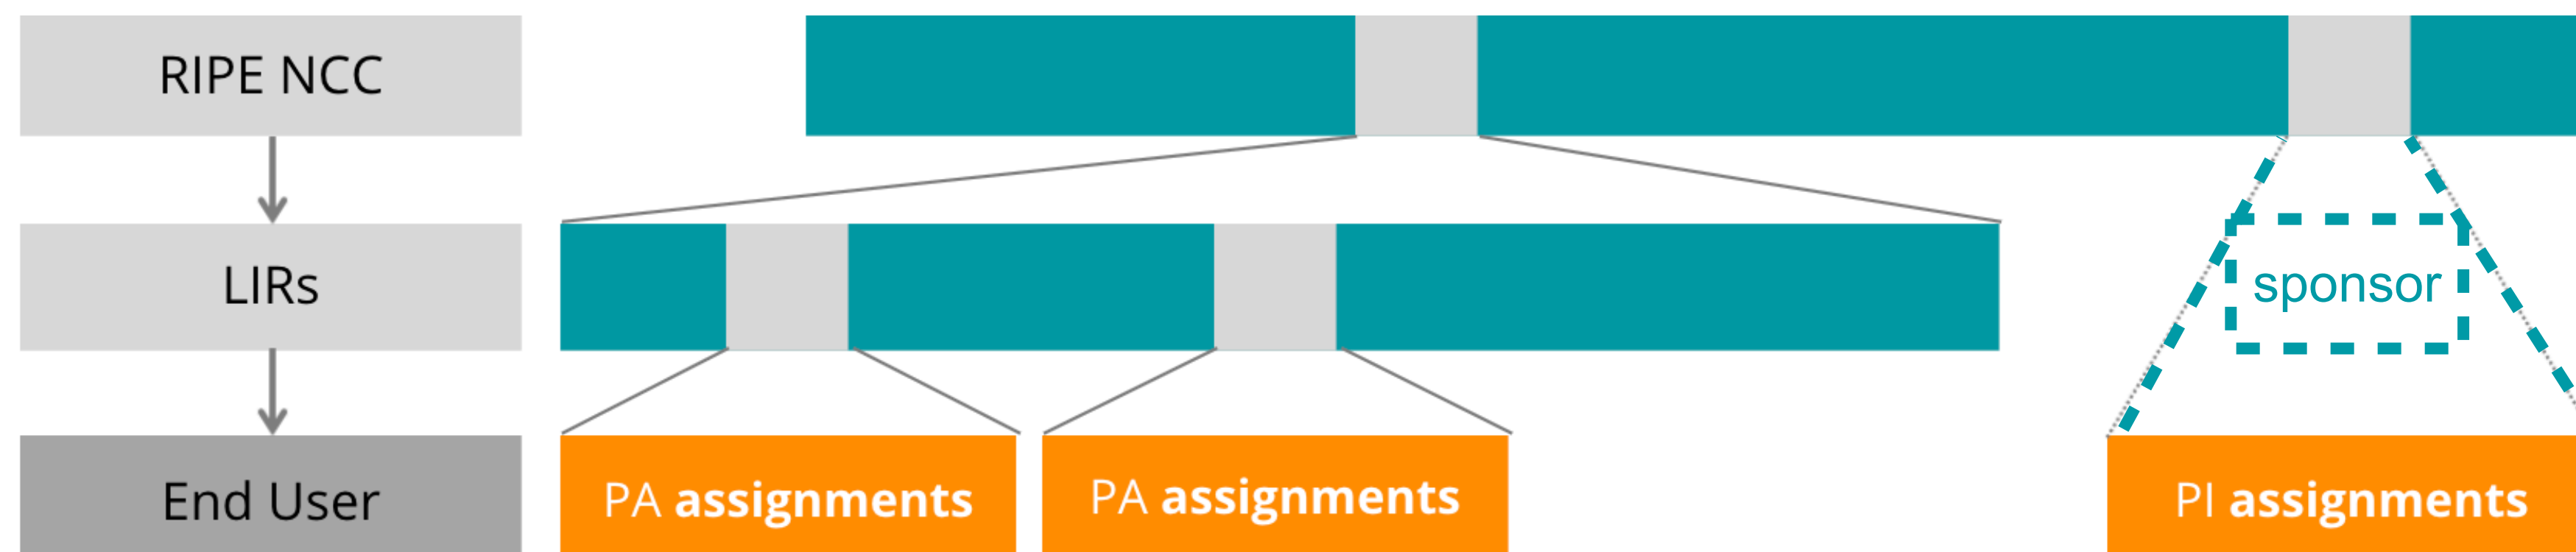 RIPE NCC
LIRs
sponsor
End User
PA assignments
PA assignments
PI assignments